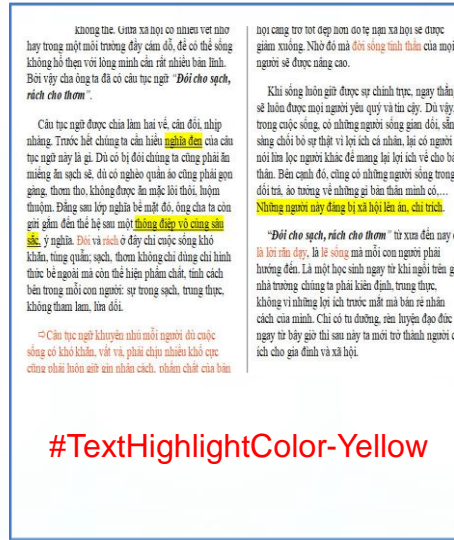 không thể. Giữa xã hội có nhiều vết nhơ
hay trong một môi trường đầy cám dỗ, để có thể sống
không hổ thẹn với lòng mình cần rất nhiều bản lĩnh.
Bởi vậy cha ông ta đã có câu tục ngữ "Đói cho sạch,
rách cho thơm".
Câu tục ngữ được chia làm hai vế, cân đối, nhịp
nhàng. Trước hết chúng ta cần hiểu nghĩa đen của câu
tục ngữ này là gì. Dù có bị đói chúng ta cũng phải ăn
miếng ăn sạch sẽ, dù có nghèo quần áo cũng phải gọn
gàng, thơm tho, không được ăn mặc lôi thôi, luộm
thuộm. Đằng sau lớp nghĩa bề mặt đó, ông cha ta còn
gửi gắm đến thế hệ sau một thông điệp vô cùng sâu
sắc, ý nghĩa. Đói và rách ở đây chỉ cuộc sống khó
khăn, túng quẫn; sạch, thơm không chỉ dùng chỉ hình
thức bề ngoài mà còn thể hiện phẩm chất, tính cách
bên trong mỗi con người: sự trong sạch, trung thực,
không tham lam, lừa dối.
⇨Câu tục ngữ khuyên nhủ mỗi người dù cuộc
sống có khó khăn, vất vả, phải chịu nhiều khổ cực
cũng phải luôn giữ gìn nhân cách, phẩm chất của bản
hội càng trở tốt đẹp hơn do tệ nạn xã hội sẽ được
giảm xuống. Nhờ đó mà đời sống tinh thần của mọi
người sẽ được nâng cao.
Khi sống luôn giữ được sự chính trực, ngay thẳng
sẽ luôn được mọi người yêu quý và tin cậy. Dù vậy,
trong cuộc sống, có những người sống gian dối, sẵn
sàng chối bỏ sự thật vì lợi ích cá nhân, lại có người
nói lừa lọc người khác để mang lại lợi ích về cho bả
thân. Bên cạnh đó, cũng có những người sống trong
dối trá, ảo tưởng về những gì bản thân mình có,…
Những người này đáng bị xã hội lên án, chỉ trích.
"Đói cho sạch, rách cho thơm" từ xưa đến nay
là lời răn dạy, là lẽ sống mà mỗi con người phải
hướng đến. Là một học sinh ngay từ khi ngồi trên g
nhà trường chúng ta phải kiên định, trung thực,
không vì những lợi ích trước mắt mà bán rẻ nhân
cách của mình. Chỉ có tu dưỡng, rèn luyện đạo đức
ngay từ bây giờ thì sau này ta mới trở thành người c
ích cho gia đình và xã hội.
#TextHighlightColor-Yellow